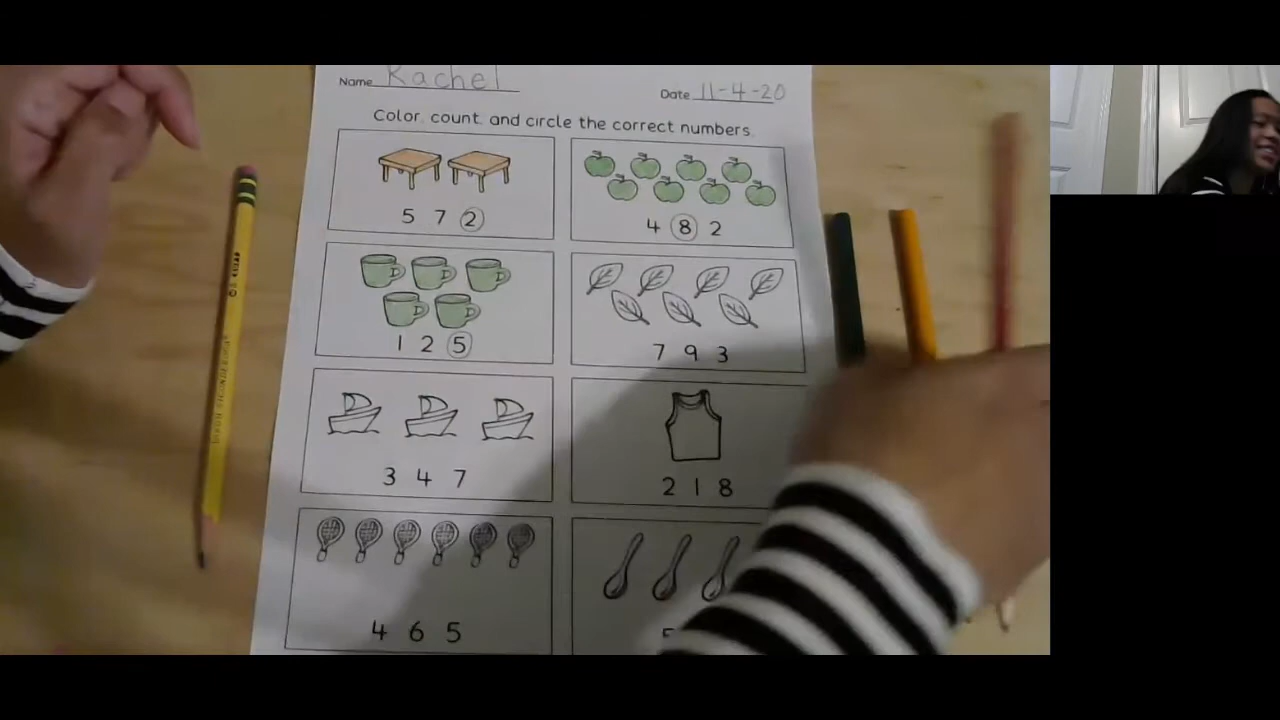 Name Rachel
Date 11-4-20
Color, count, and circle the correct numbers.
5 7 2
4 8 2
1 2 5
7 9 3
3 4 7
2 1 8
4 6 5